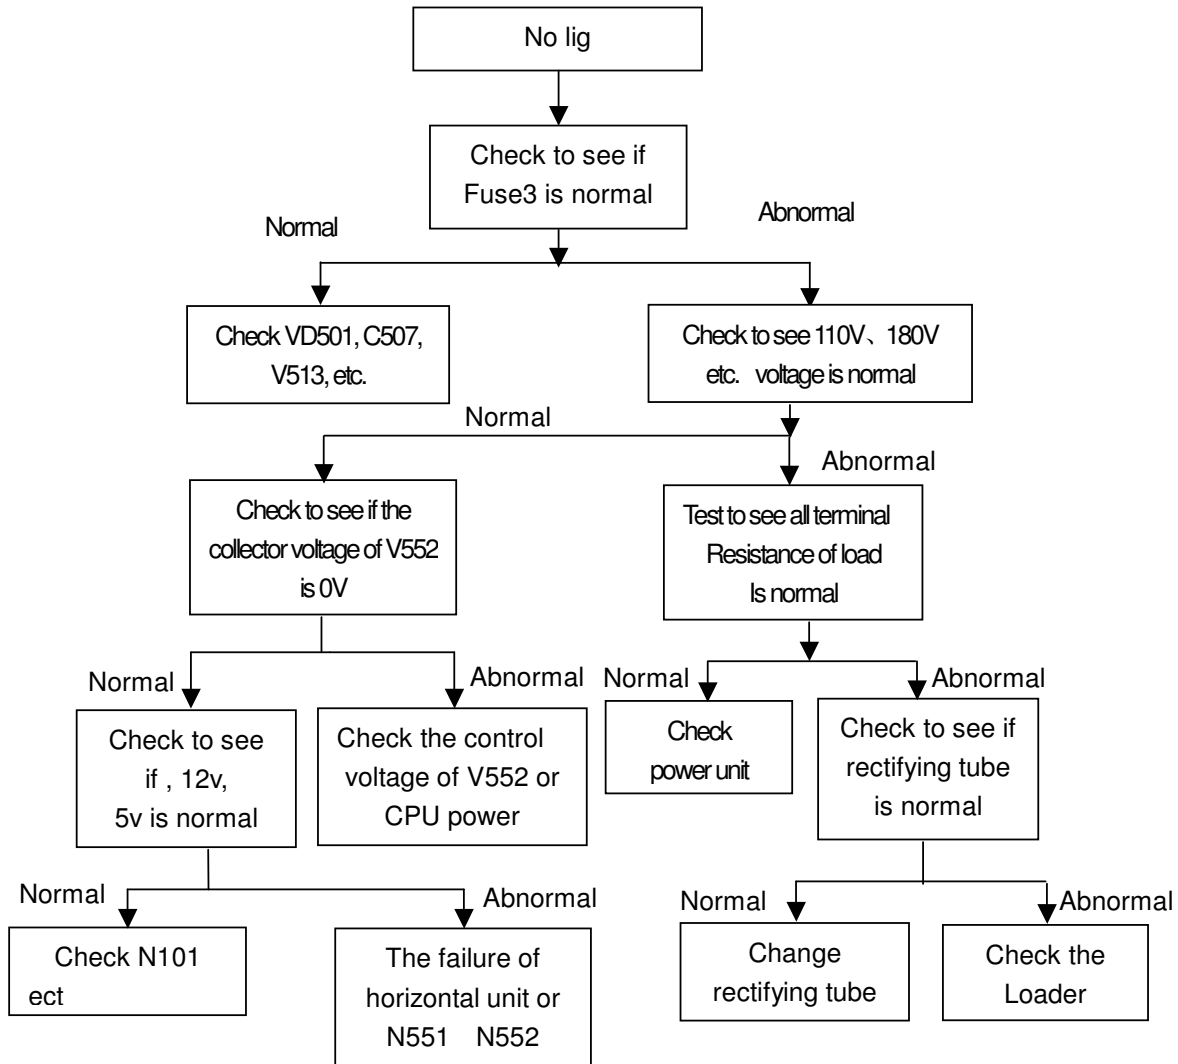 No lig
Check to see if
Fuse3 is normal
Normal
Abnormal
Check VD501, C507,
V513, etc.
Check to see 110V、180V
etc. voltage is normal
Normal
Abnormal
Check to see if the
collector voltage of V552
is 0V
Test to see all terminal
Resistance of load
Is normal
Normal
Abnormal
Normal
Abnormal
Check to see
if , 12v,
5v is normal
Check the control
voltage of V552 or
CPU power
Check
power unit
Check to see if
rectifying tube
is normal
Normal
Abnormal
Normal
Abnormal
Check N101
ect
The failure of
horizontal unit or
N551 N552
Change
rectifying tube
Check the
Loader